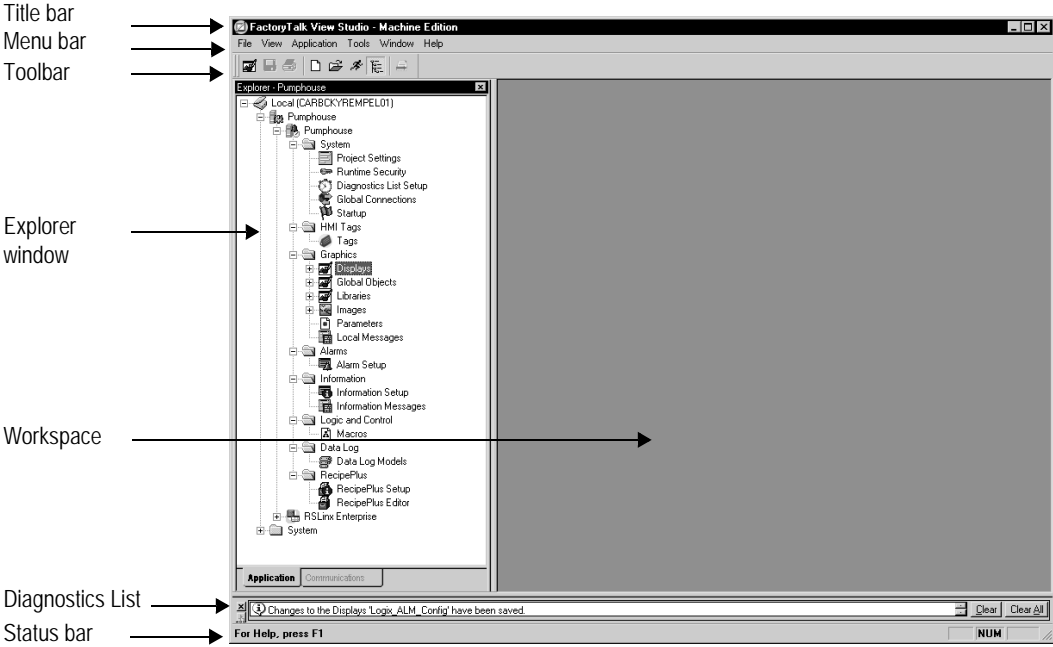 Title bar
Menu bar
Toolbar
Explorer
window
Workspace
Diagnostics List
Status bar
FactoryTalk View Studio - Machine Edition
File View Application Tools Window Help
Explorer - Pumphouse
Local (CARBCKYREMPEL01)
Pumphouse
Pumphouse
System
Project Settings
Runtime Security
Diagnostics List Setup
Global Connections
Startup
HMI Tags
Tags
Graphics
Displays
Global Objects
Libraries
Images
Parameters
Local Messages
Alarms
Alarm Setup
Information
Information Setup
Information Messages
Logic and Control
Macros
Data Log
Data Log Models
RecipePlus
RecipePlus Setup
RecipePlus Editor
RSLinx Enterprise
System
Application Communications
Changes to the Displays 'Logix_ALM_Config' have been saved.
Clear Clear All
For Help, press F1
NUM